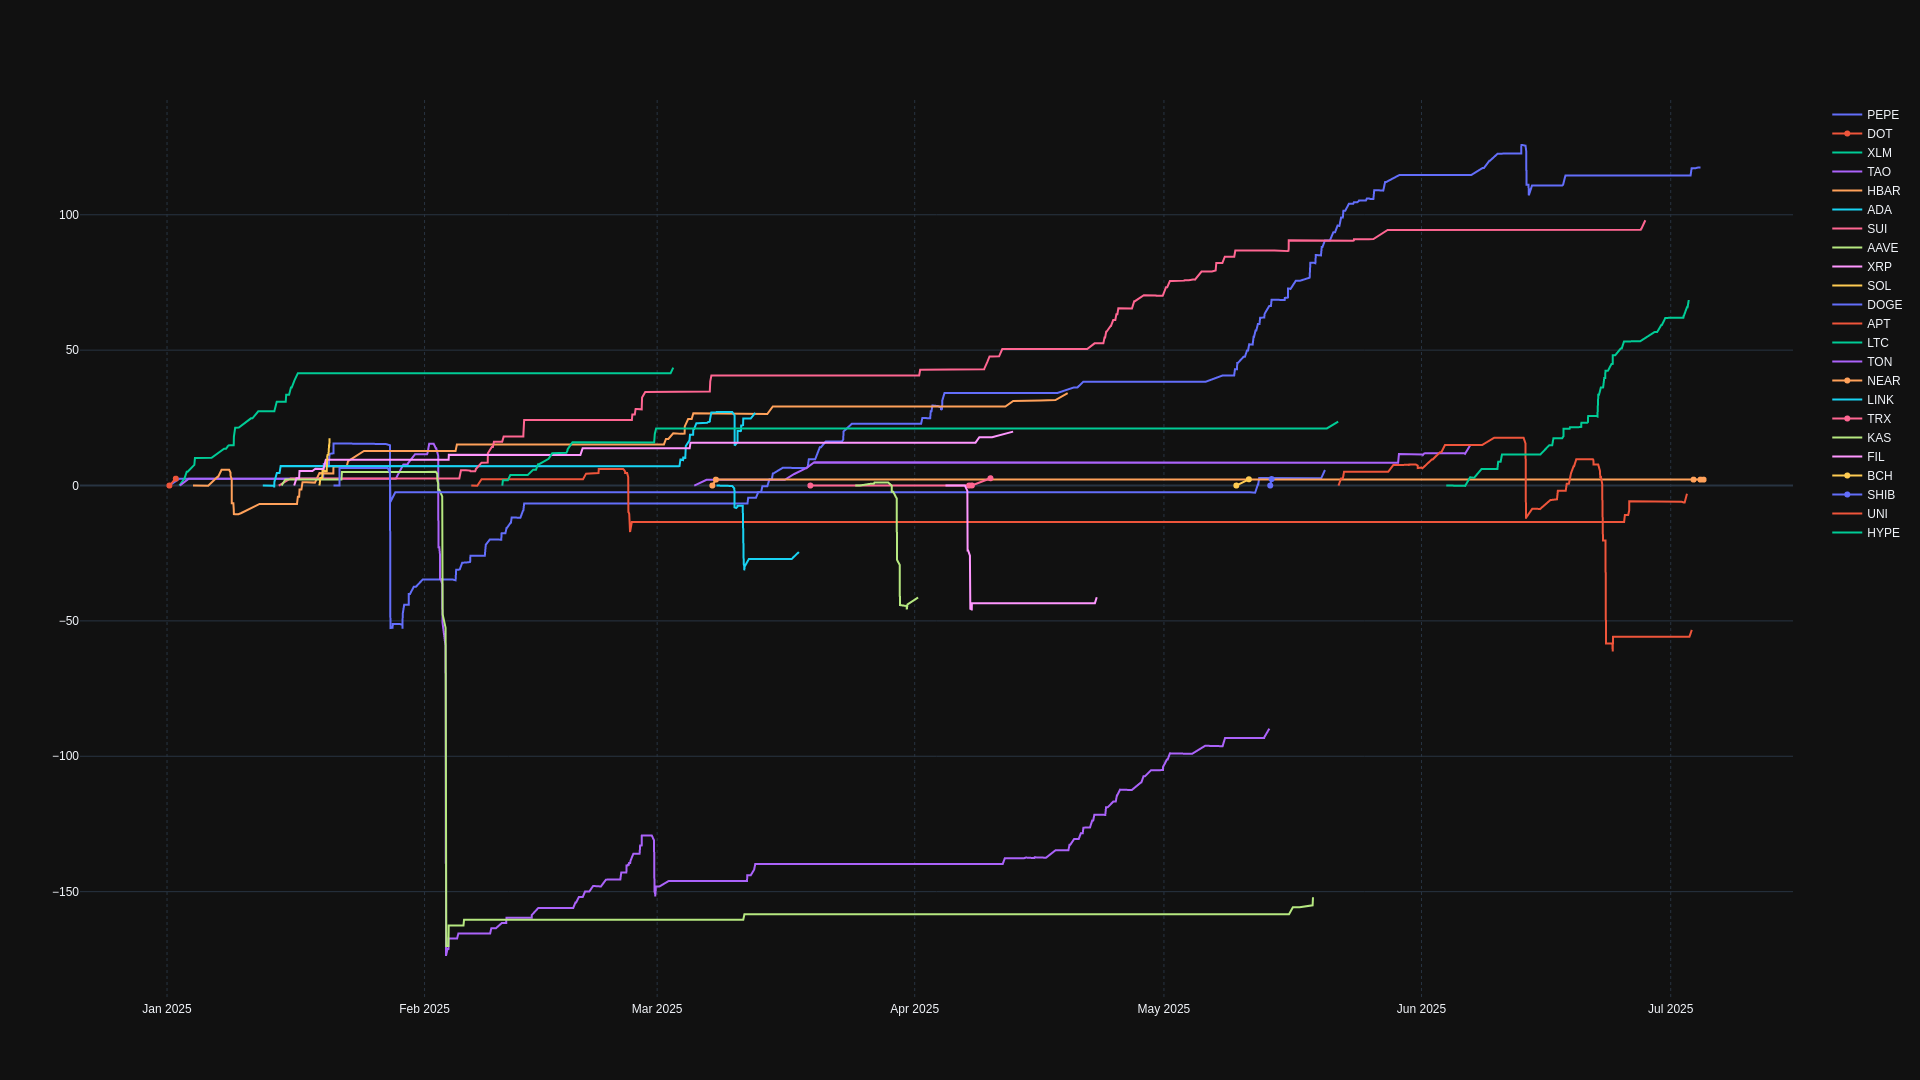 100
50
0
−50
−100
−150
Jan 2025
Feb 2025
Mar 2025
Apr 2025
May 2025
Jun 2025
Jul 2025
PEPE
DOT
XLM
TAO
HBAR
ADA
SUI
AAVE
XRP
SOL
DOGE
APT
LTC
TON
NEAR
LINK
TRX
KAS
FIL
BCH
SHIB
UNI
HYPE